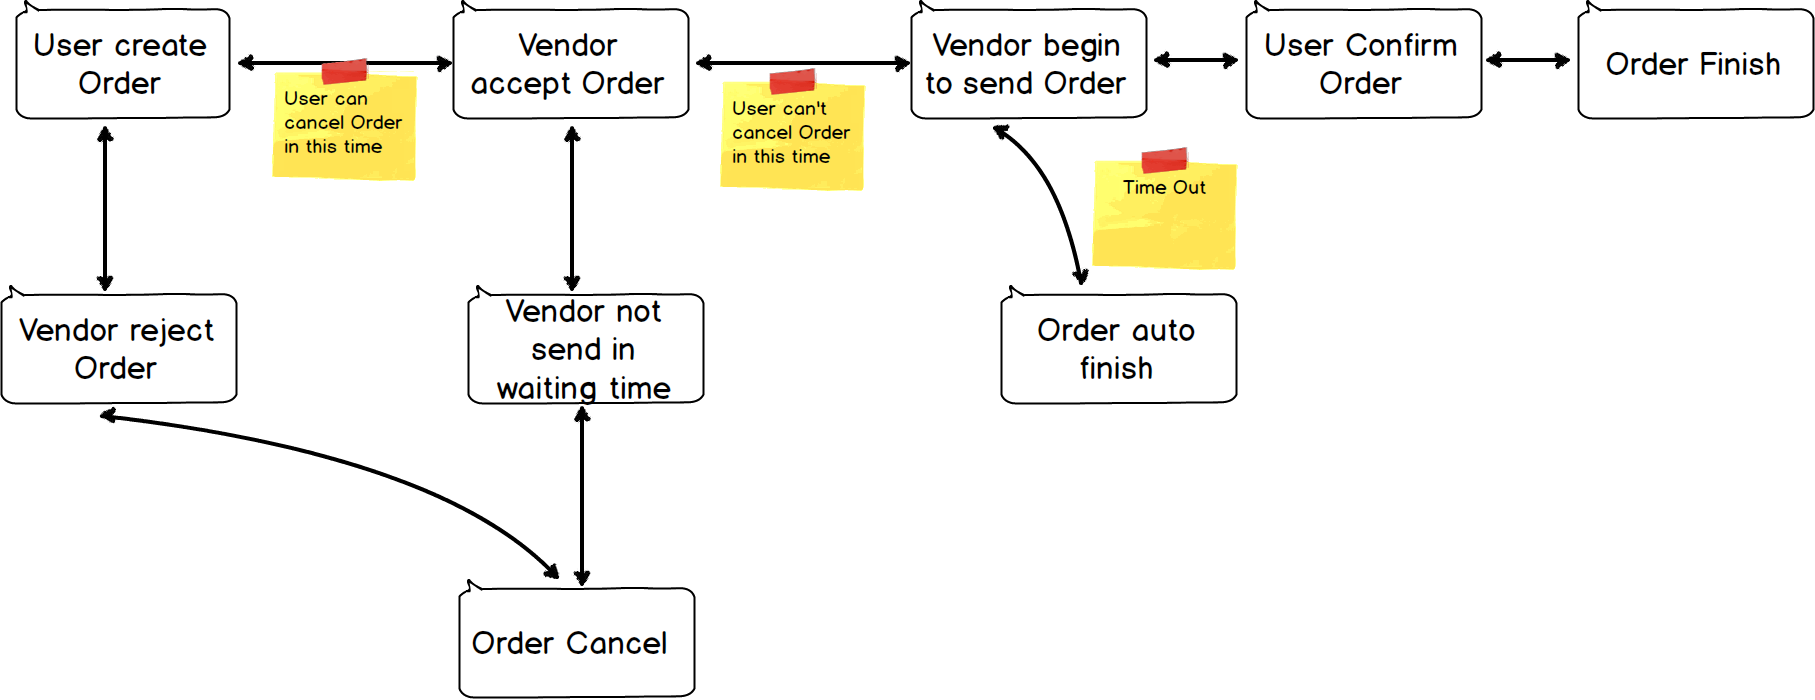 User create
Order
Vendor
accept Order
Vendor begin
to send Order
User Confirm
Order
Order Finish
User can
cancel Order
in this time
User can't
cancel Order
in this time
Time Out
Vendor reject
Order
Vendor not
send in
waiting time
Order auto
finish
Order Cancel